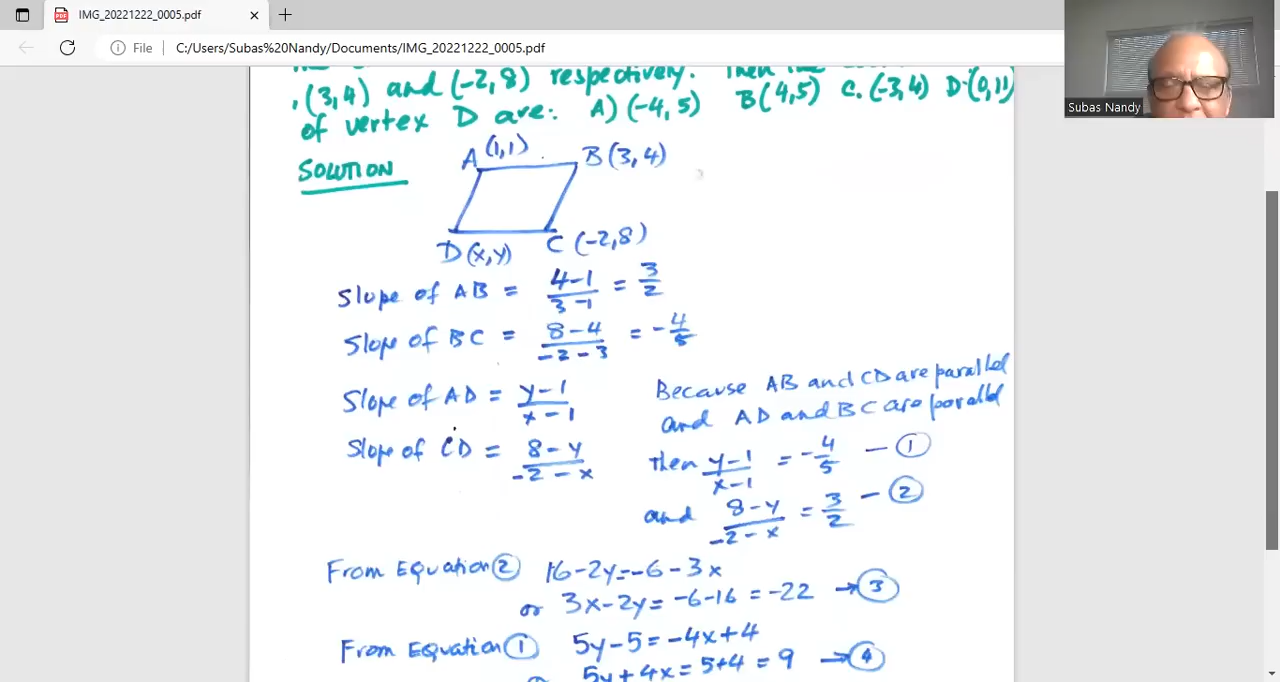 IMG_20221222_0005.pdf
File C:/Users/Subas%20Nandy/Documents/IMG_20221222_0005.pdf
Subas Nandy
,(3,4) and (-2,8) respectively. Then the
of vertex D are: A) (-4,5) B(4,5) C.(-3,4) D.(0,11)
SOLUTION
A (1,1) B (3,4)
D(x,y) C (-2,8)
Slope of AB = 4-1/3-1 = 3/2
Slope of BC = 8-4/-2-3 = -4/5
Slope of AD = y-1/x-1
Slope of CD = 8-y/-2-x
Because AB and CD are parallel
and AD and BC are parallel
then y-1/x-1 = -4/5 — ①
and 8-y/-2-x = 3/2 — ②
From Equation ② 16-2y=-6-3x
or 3x-2y= -6-16 = -22 → ③
From Equation ① 5y-5 = -4x+4
5y+4x = 5+4 = 9 → ④